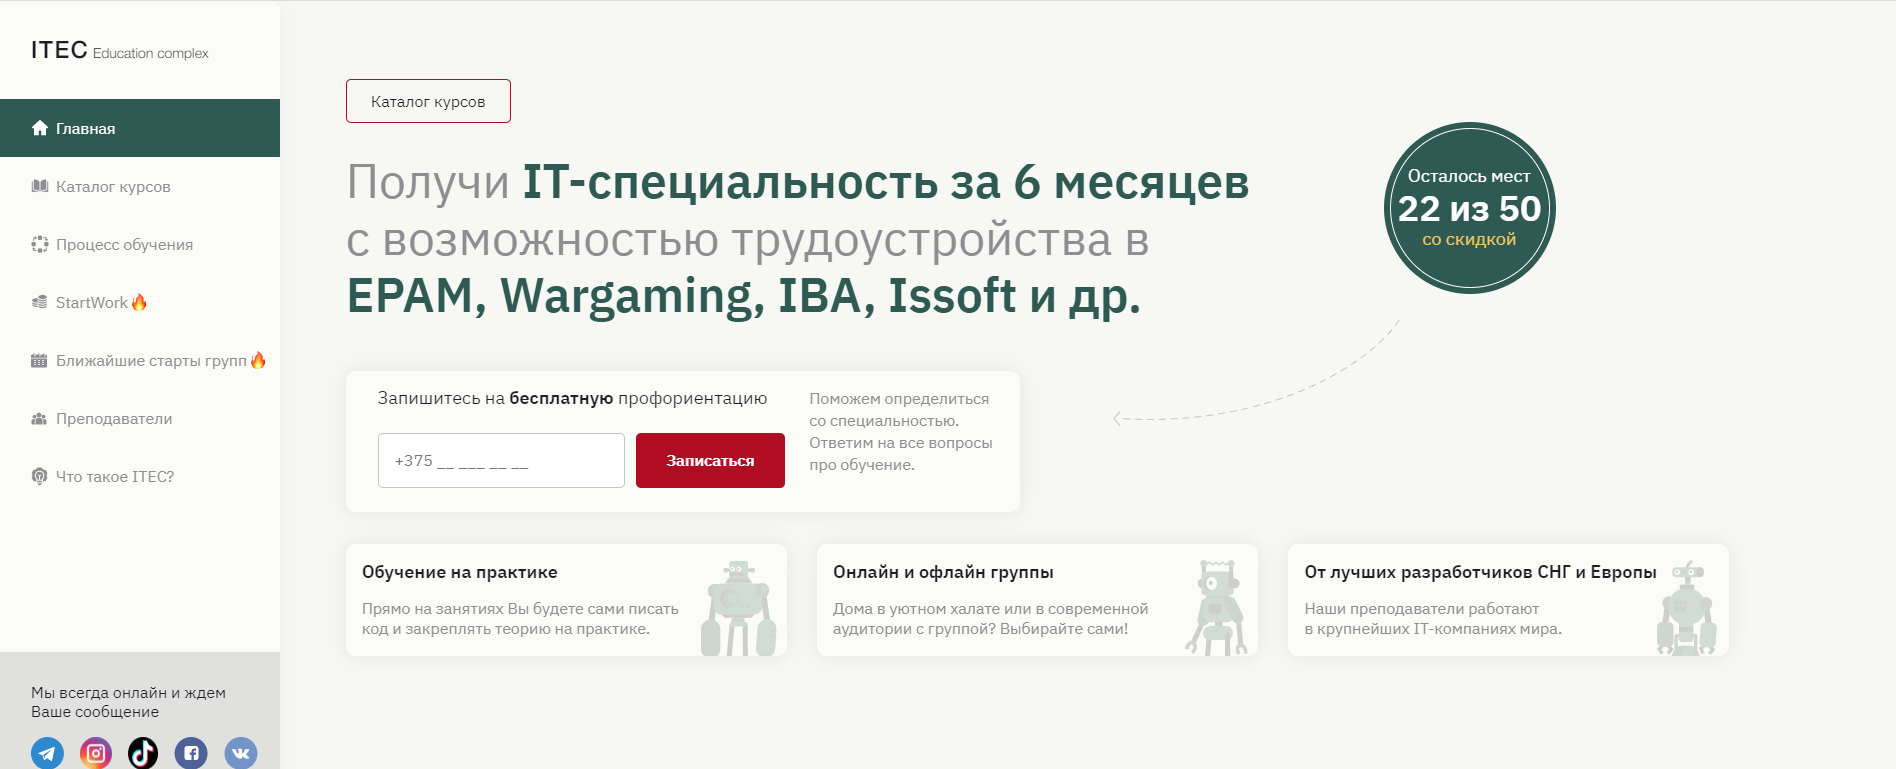 ITEC Education complex
Главная
Каталог курсов
Процесс обучения
StartWork🔥
Ближайшие старты групп🔥
Преподаватели
Что такое ITEC?
Мы всегда онлайн и ждем
Ваше сообщение
Каталог курсов
Получи IT-специальность за 6 месяцев
с возможностью трудоустройства в
EPAM, Wargaming, IBA, Issoft и др.
Осталось мест
22 из 50
со скидкой
Запишитесь на бесплатную профориентацию
+375 __ ___ __ __
Записаться
Поможем определиться
со специальностью.
Ответим на все вопросы
про обучение.
Обучение на практике
Прямо на занятиях Вы будете сами писать
код и закреплять теорию на практике.
Онлайн и офлайн группы
Дома в уютном халате или в современной
аудитории с группой? Выбирайте сами!
От лучших разработчиков СНГ и Европы
Наши преподаватели работают
в крупнейших IT-компаниях мира.